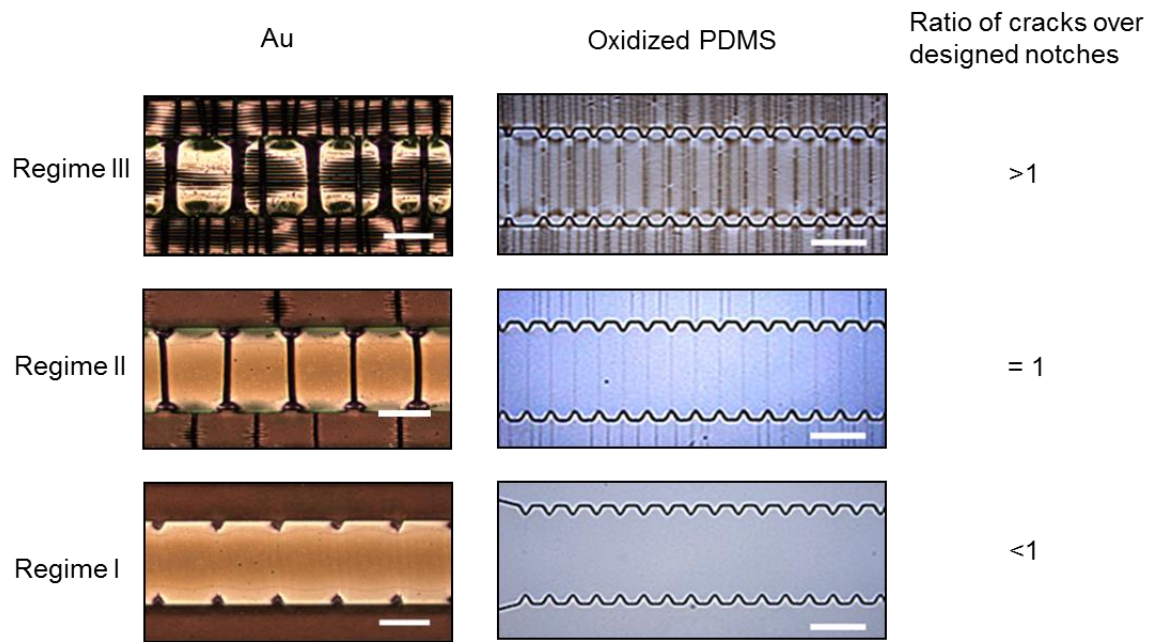 Au
Oxidized PDMS
Ratio of cracks over
designed notches
Regime III
>1
Regime II
= 1
Regime I
<1